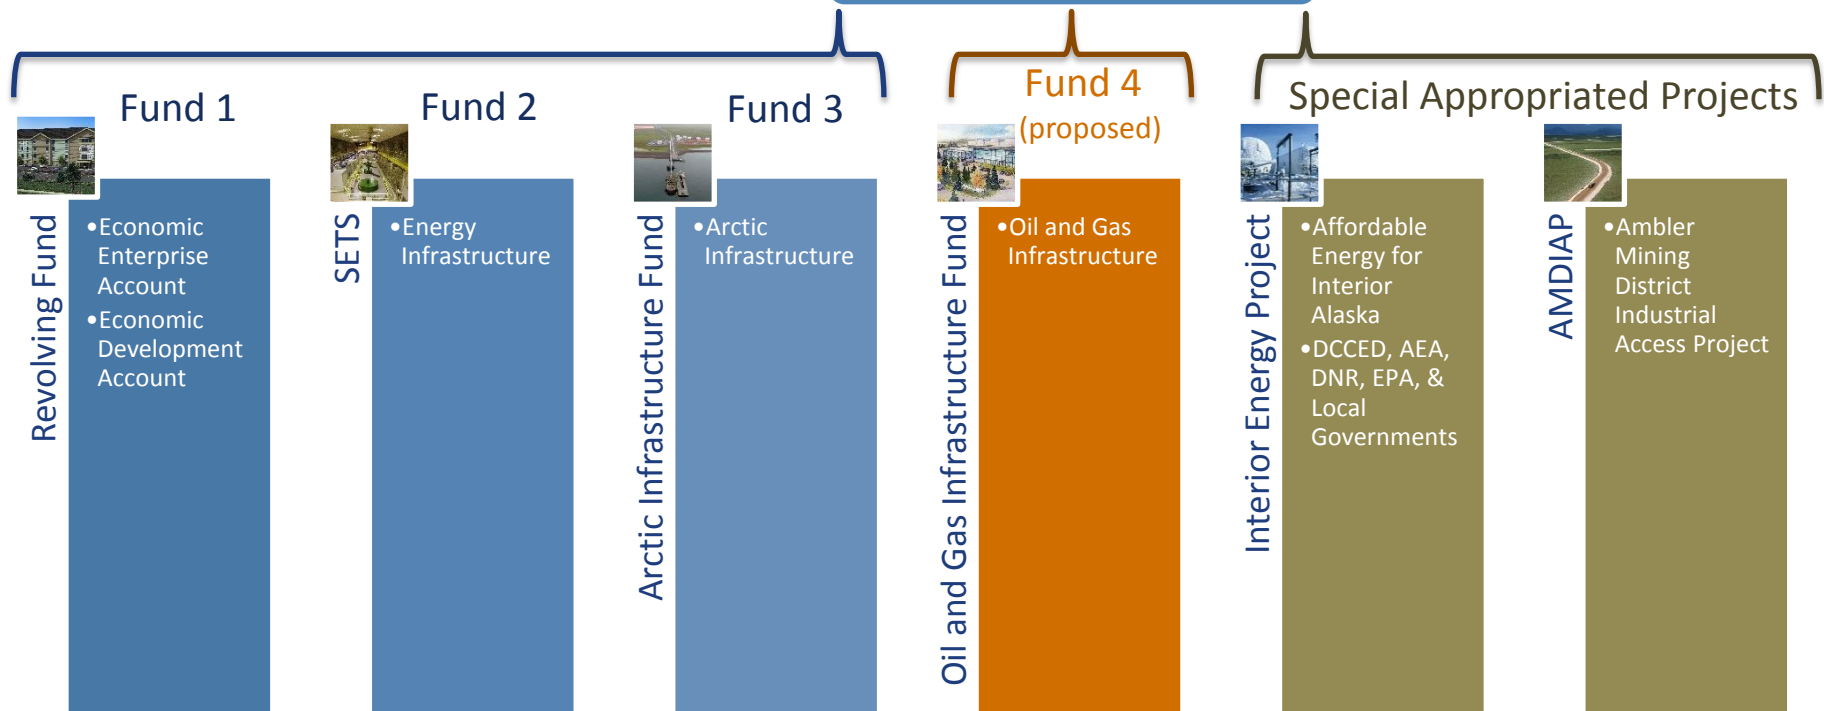 Fund 1
Revolving Fund
•Economic
Enterprise
Account
•Economic
Development
Account
Fund 2
SETS
•Energy
Infrastructure
Fund 3
Arctic Infrastructure Fund
•Arctic
Infrastructure
Fund 4
(proposed)
Oil and Gas Infrastructure Fund
•Oil and Gas
Infrastructure
Special Appropriated Projects
Interior Energy Project
•Affordable
Energy for
Interior
Alaska
•DCCED, AEA,
DNR, EPA, &
Local
Governments
AMDIAP
•Ambler
Mining
District
Industrial
Access Project